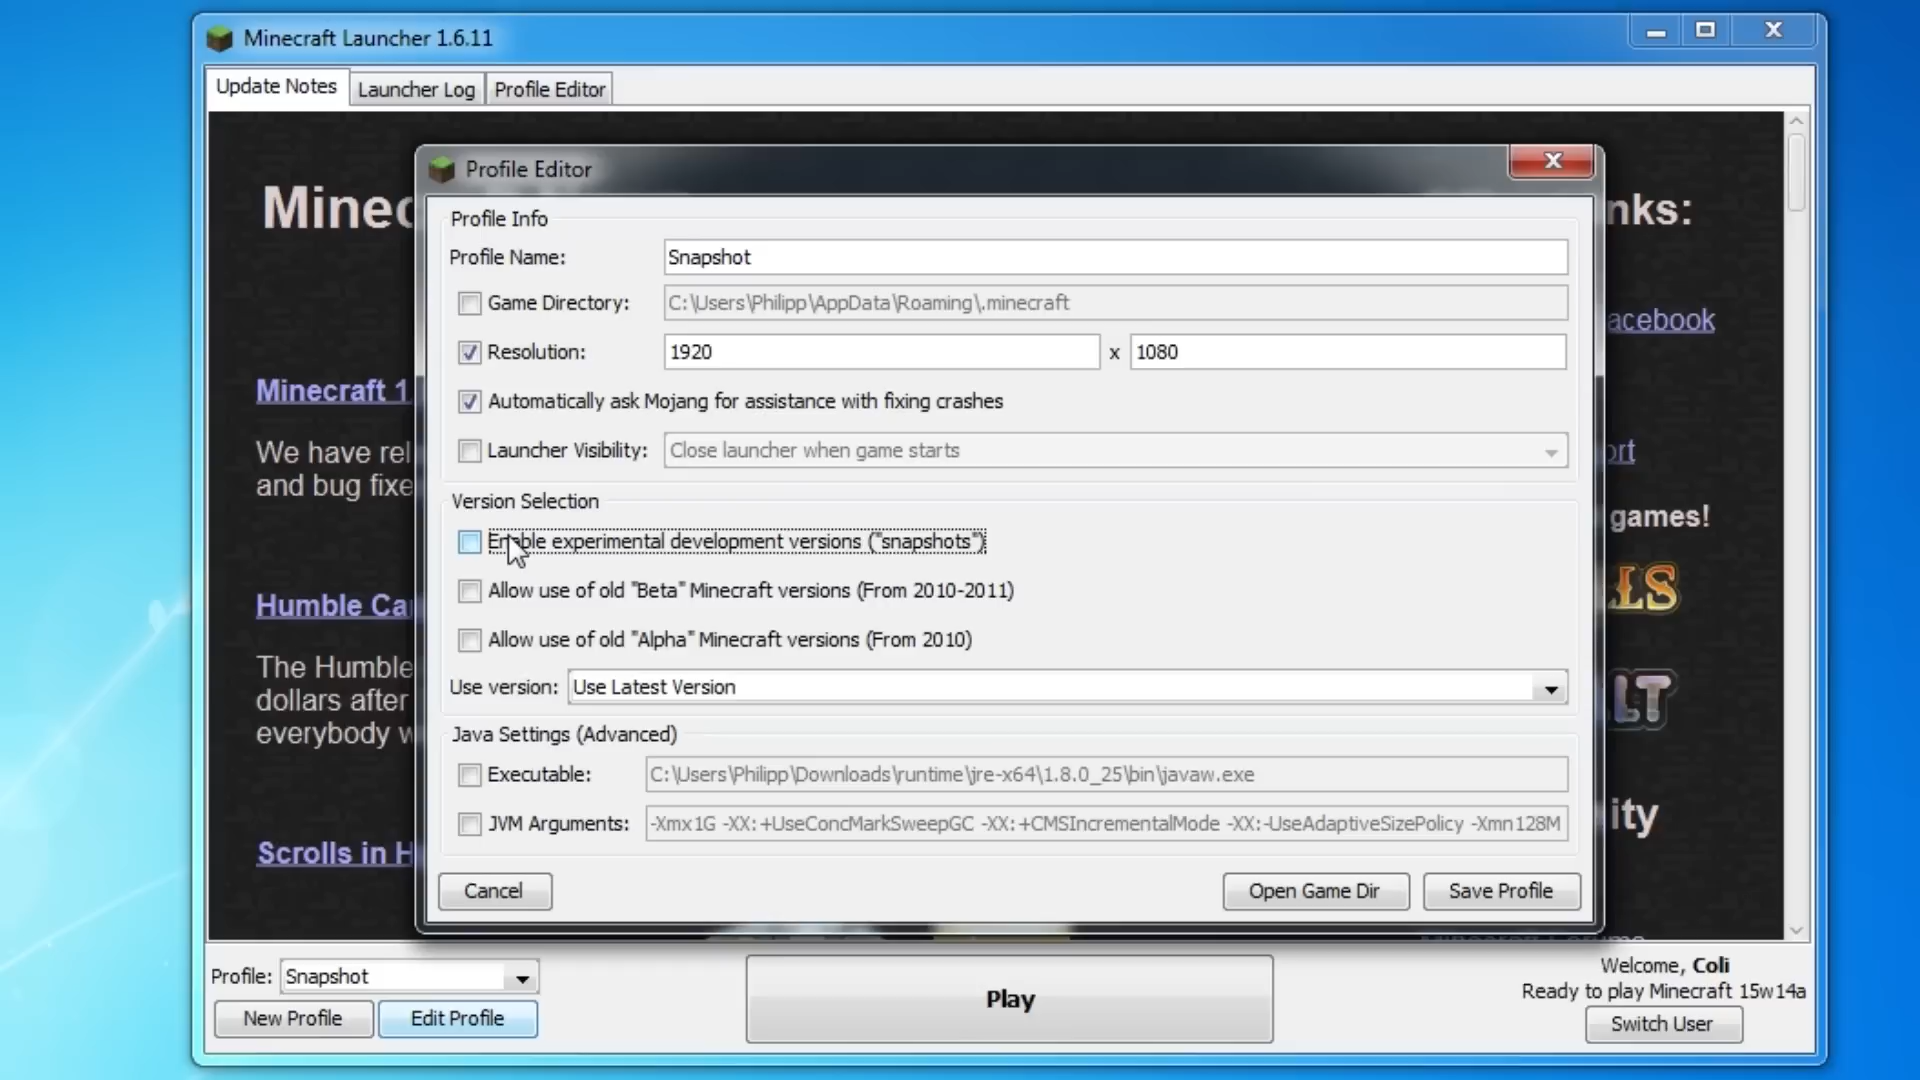 Minecraft Launcher 1.6.11
Update Notes
Launcher Log
Profile Editor
Minec
nks:
acebook
Minecraft 1.
We have rel
and bug fixe
ort
games!
Humble Ca
The Humble
dollars after
everybody w
ity
Scrolls in H
Profile Editor
Profile Info
Profile Name: Snapshot
Game Directory: C:\Users\Philipp\AppData\Roaming\.minecraft
Resolution: 1920 x 1080
Automatically ask Mojang for assistance with fixing crashes
Launcher Visibility: Close launcher when game starts
Version Selection
Enable experimental development versions ("snapshots")
Allow use of old "Beta" Minecraft versions (From 2010-2011)
Allow use of old "Alpha" Minecraft versions (From 2010)
Use version: Use Latest Version
Java Settings (Advanced)
Executable: C:\Users\Philipp\Downloads\runtime\jre-x64\1.8.0_25\bin\javaw.exe
JVM Arguments: -Xmx1G -XX:+UseConcMarkSweepGC -XX:+CMSIncrementalMode -XX:-UseAdaptiveSizePolicy -Xmn128M
Cancel
Open Game Dir
Save Profile
Profile: Snapshot
New Profile
Edit Profile
Play
Welcome, Coli
Ready to play Minecraft 15w14a
Switch User